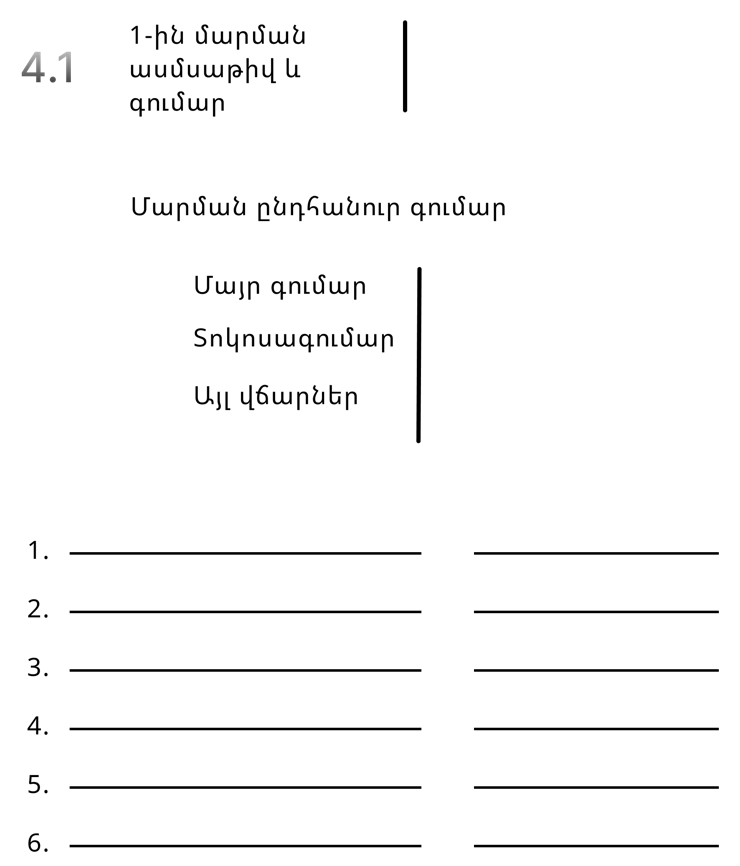 4.1
1-ին մարման
ասմսաթիվ և
գումար
Մարման ընդհանուր գումար
Մայր գումար
Տոկոսագումար
Այլ վճարներ
1.
2.
3.
4.
5.
6.